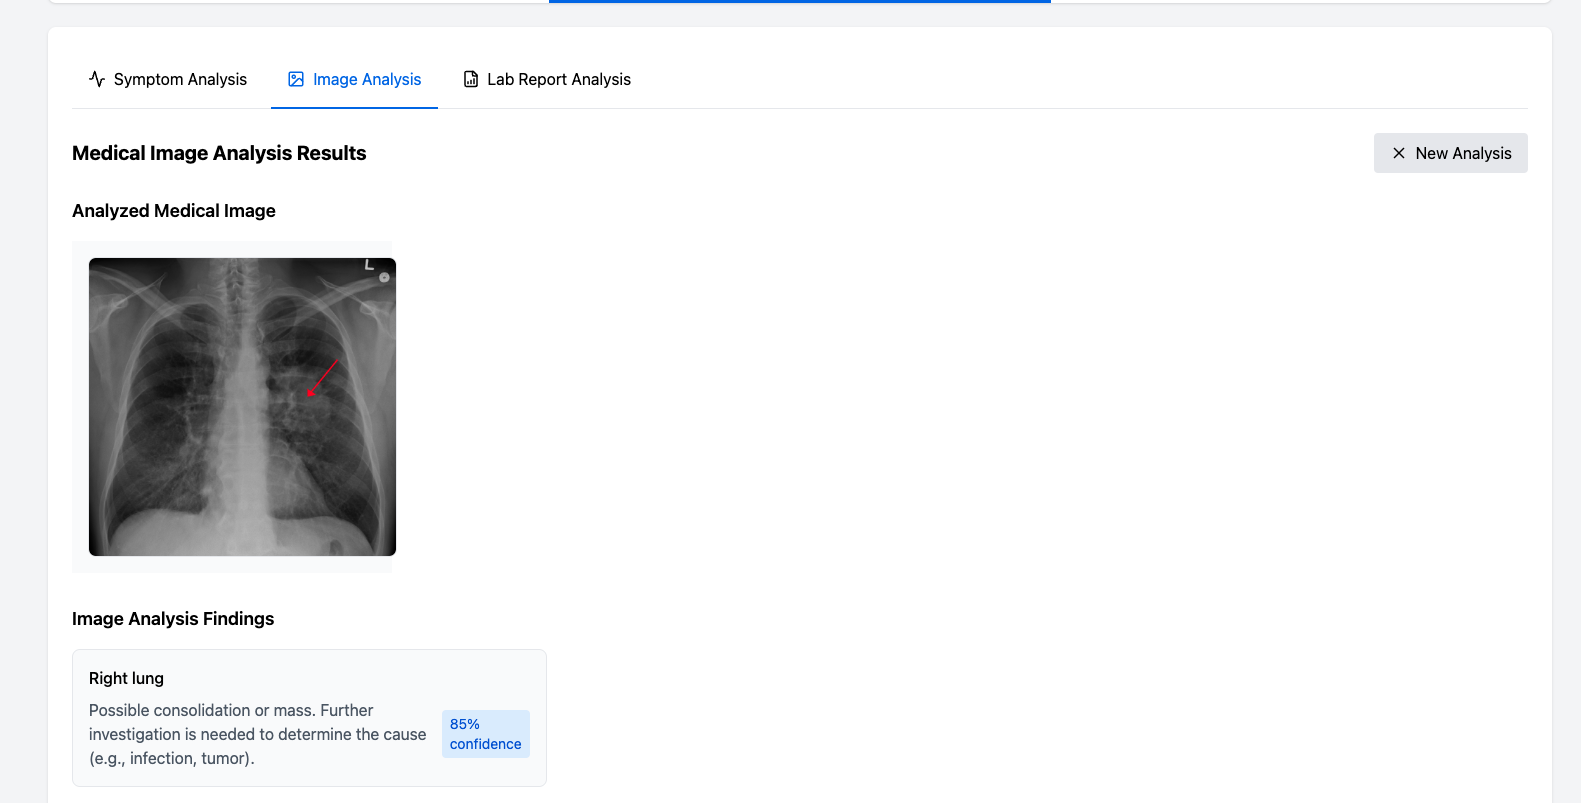 Symptom Analysis
Image Analysis
Lab Report Analysis
Medical Image Analysis Results
New Analysis
Analyzed Medical Image
L
Image Analysis Findings
Right lung
Possible consolidation or mass. Further
investigation is needed to determine the cause
(e.g., infection, tumor).
85%
confidence